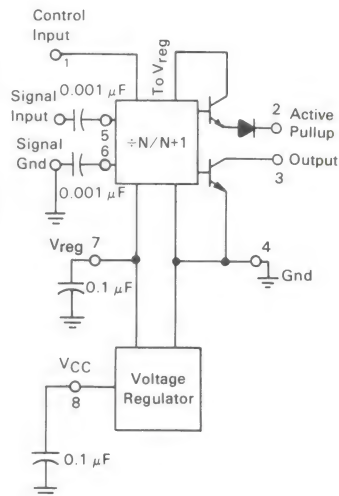 Control
Input
1
To Vreg
0.001 μF
Signal
Input
5
÷N/N+1
2
Active
Pullup
Signal
Gnd
6
0.001 μF
Output
3
Vreg 7
4
Gnd
0.1 μF
VCC
8
Voltage
Regulator
0.1 μF